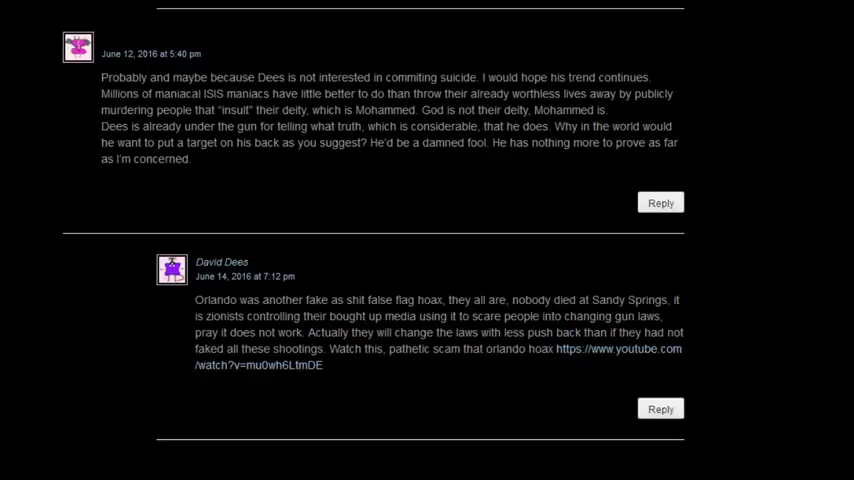 June 12, 2016 at 5:40 pm
Probably and maybe because Dees is not interested in commiting suicide. I would hope his trend continues.
Millions of maniacal ISIS maniacs have little better to do than throw their already worthless lives away by publicly
murdering people that “insult” their deity, which is Mohammed. God is not their deity, Mohammed is.
Dees is already under the gun for telling what truth, which is considerable, that he does. Why in the world would
he want to put a target on his back as you suggest? He’d be a damned fool. He has nothing more to prove as far
as I’m concerned.
Reply
David Dees
June 14, 2016 at 7:12 pm
Orlando was another fake as shit false flag hoax, they all are, nobody died at Sandy Springs, it
is zionists controlling their bought up media using it to scare people into changing gun laws,
pray it does not work. Actually they will change the laws with less push back than if they had not
faked all these shootings. Watch this, pathetic scam that orlando hoax https://www.youtube.com
/watch?v=mu0wh6LtmDE
Reply